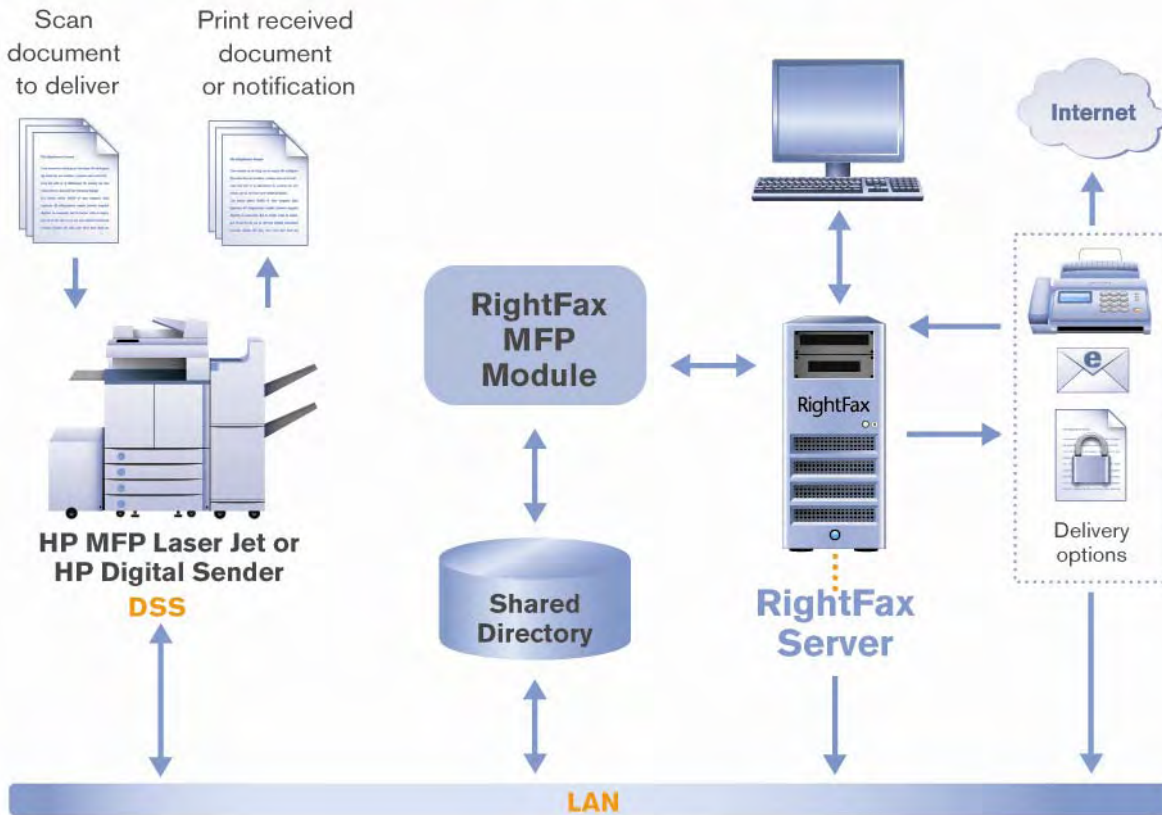 Scan
document
to deliver
Print received
document
or notification
Internet
RightFax
MFP
Module
RightFax
e
HP MFP Laser Jet or
HP Digital Sender
DSS
Shared
Directory
RightFax
Server
Delivery
options
LAN